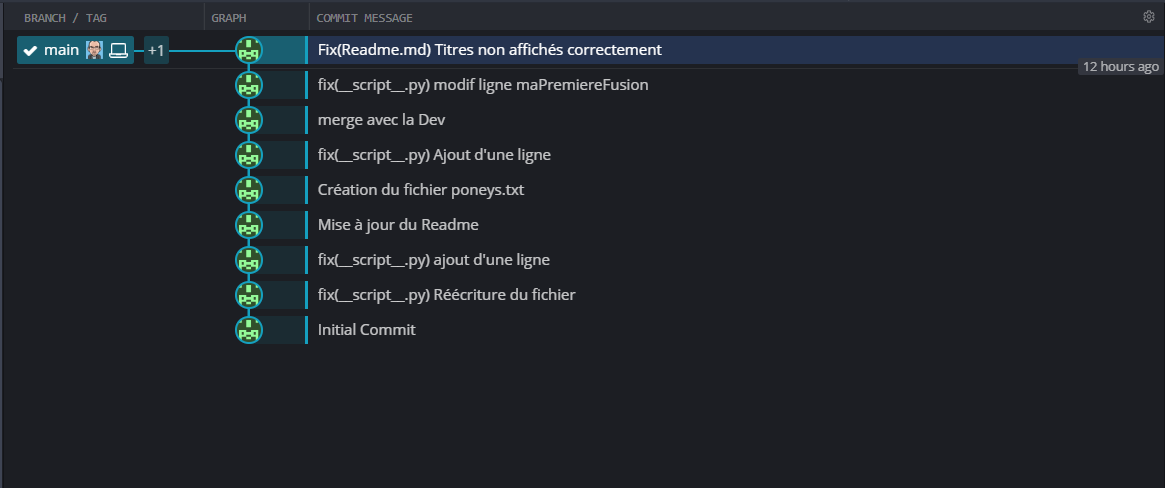 BRANCH / TAG GRAPH COMMIT MESSAGE
main +1 Fix(Readme.md) Titres non affichés correctement
12 hours ago
fix(__script__.py) modif ligne maPremiereFusion
merge avec la Dev
fix(__script__.py) Ajout d'une ligne
Création du fichier poneys.txt
Mise à jour du Readme
fix(__script__.py) ajout d'une ligne
fix(__script__.py) Réécriture du fichier
Initial Commit